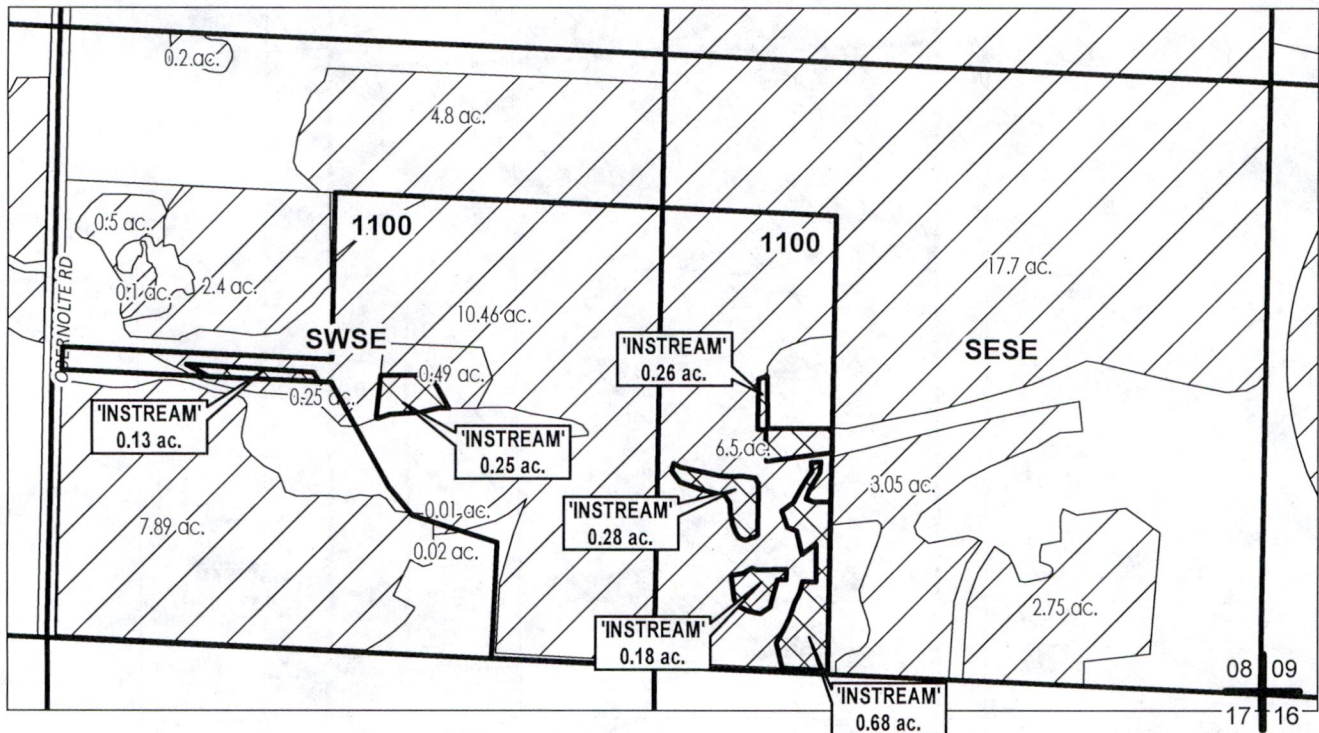 0.2 ac.
4.8 ac.
0.5 ac.
1100
1100
0.1 ac.
2.4 ac.
17.7 ac.
OBERNOLTE RD
10.46 ac.
SWSE
'INSTREAM'
0.26 ac.
SESE
0.49 ac.
0.25 ac.
'INSTREAM'
0.13 ac.
'INSTREAM'
0.25 ac.
6.5 ac.
3.05 ac.
0.01 ac.
'INSTREAM'
0.28 ac.
7.89 ac.
0.02 ac.
2.75 ac.
'INSTREAM'
0.18 ac.
08 09
17 16
'INSTREAM'
0.68 ac.